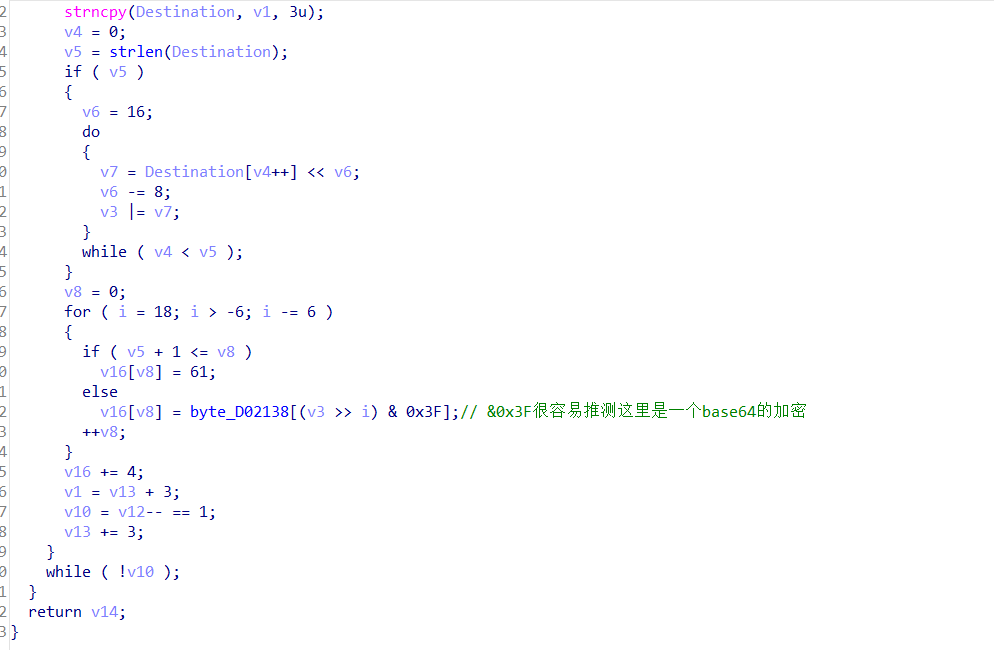 2 strncpy(Destination, v1, 3u);
3 v4 = 0;
4 v5 = strlen(Destination);
5 if ( v5 )
6 {
7 v6 = 16;
8 do
9 {
0 v7 = Destination[v4++] << v6;
1 v6 -= 8;
2 v3 |= v7;
3 }
4 while ( v4 < v5 );
5 }
6 v8 = 0;
7 for ( i = 18; i > -6; i -= 6 )
8 {
9 if ( v5 + 1 <= v8 )
0 v16[v8] = 61;
1 else
2 v16[v8] = byte_D02138[(v3 >> i) & 0x3F];// &0x3F很容易推测这里是一个base64的加密
3 ++v8;
4 }
5 v16 += 4;
6 v1 = v13 + 3;
7 v10 = v12-- == 1;
8 v13 += 3;
9 }
0 while ( !v10 );
1 }
2 return v14;
3 }